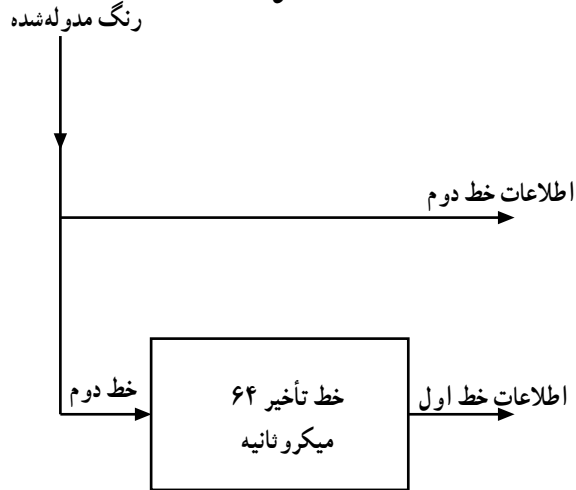 رنگ مدوله‌شده
اطلاعات خط دوم
خط دوم
خط تأخیر ۶۴
میکروثانیه
اطلاعات خط اول